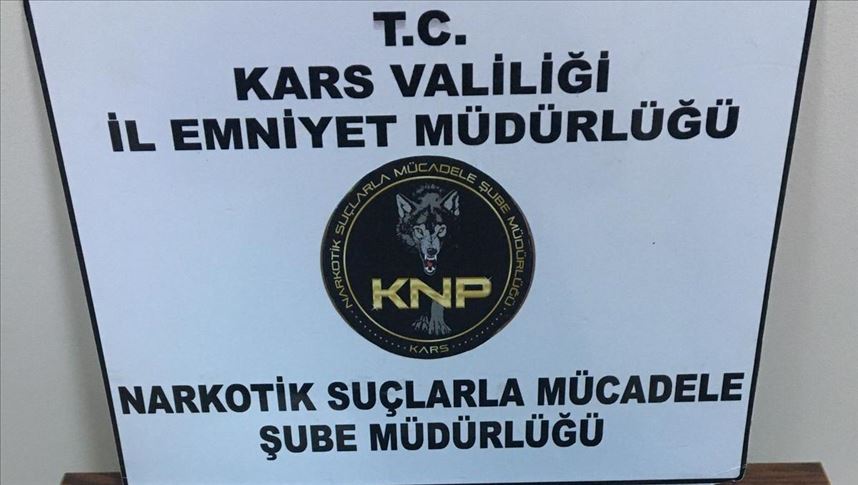 T.C.
KARS VALİLİĞİ
İL EMNİYET MÜDÜRLÜĞÜ
NARKOTİK SUÇLARLA MÜCADELE ŞUBE MÜDÜRLÜĞÜ
KNP
KARS
NARKOTİK SUÇLARLA MÜCADELE
ŞUBE MÜDÜRLÜĞÜ